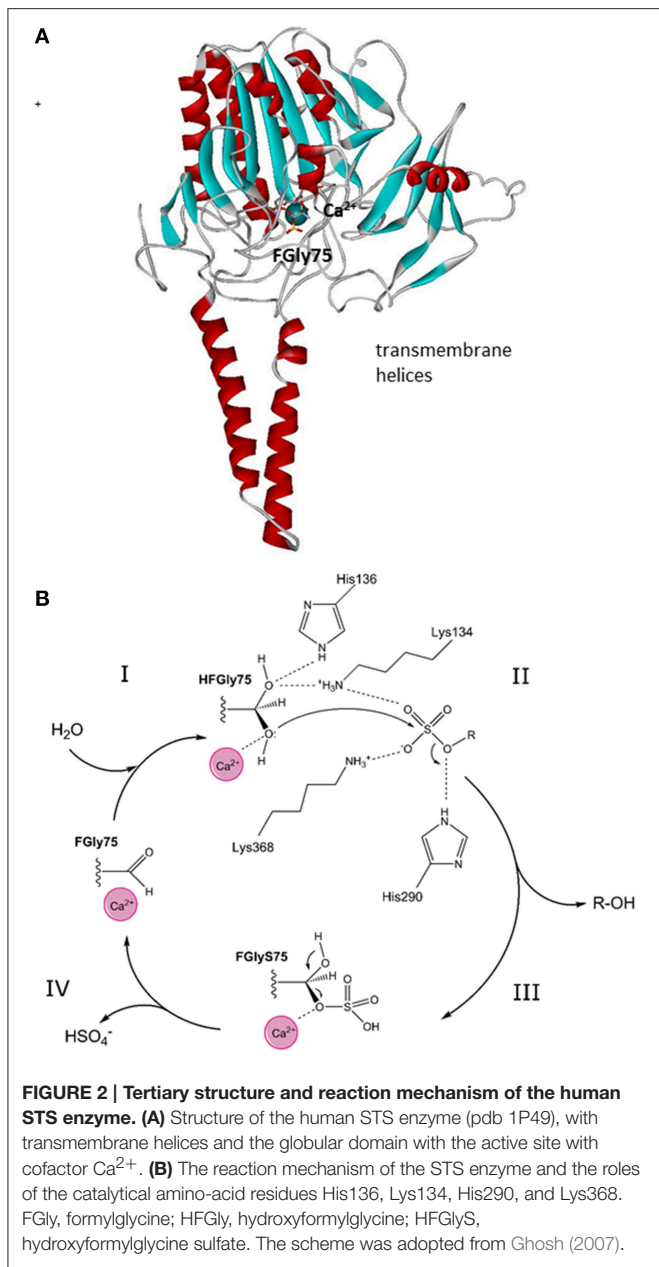 A
+
Ca²⁺
FGly75
transmembrane
helices
B
His136
N
N
H
Lys134
I
H
O
HFGly75
H
⁺H₃N
II
O
O
S
R
⁻O
O
O:
H
H₂O
Ca²⁺
NH₃⁺
H
N
N
FGly75
O
H
Ca²⁺
Lys368
His290
R-OH
FGlyS75
H
O
H
O
O
S
O
OH
Ca²⁺
IV
III
HSO₄⁻
FIGURE 2 | Tertiary structure and reaction mechanism of the human
STS enzyme. (A) Structure of the human STS enzyme (pdb 1P49), with
transmembrane helices and the globular domain with the active site with
cofactor Ca²⁺. (B) The reaction mechanism of the STS enzyme and the roles
of the catalytical amino-acid residues His136, Lys134, His290, and Lys368.
FGly, formylglycine; HFGly, hydroxyformylglycine; HFGlyS,
hydroxyformylglycine sulfate. The scheme was adopted from Ghosh (2007).